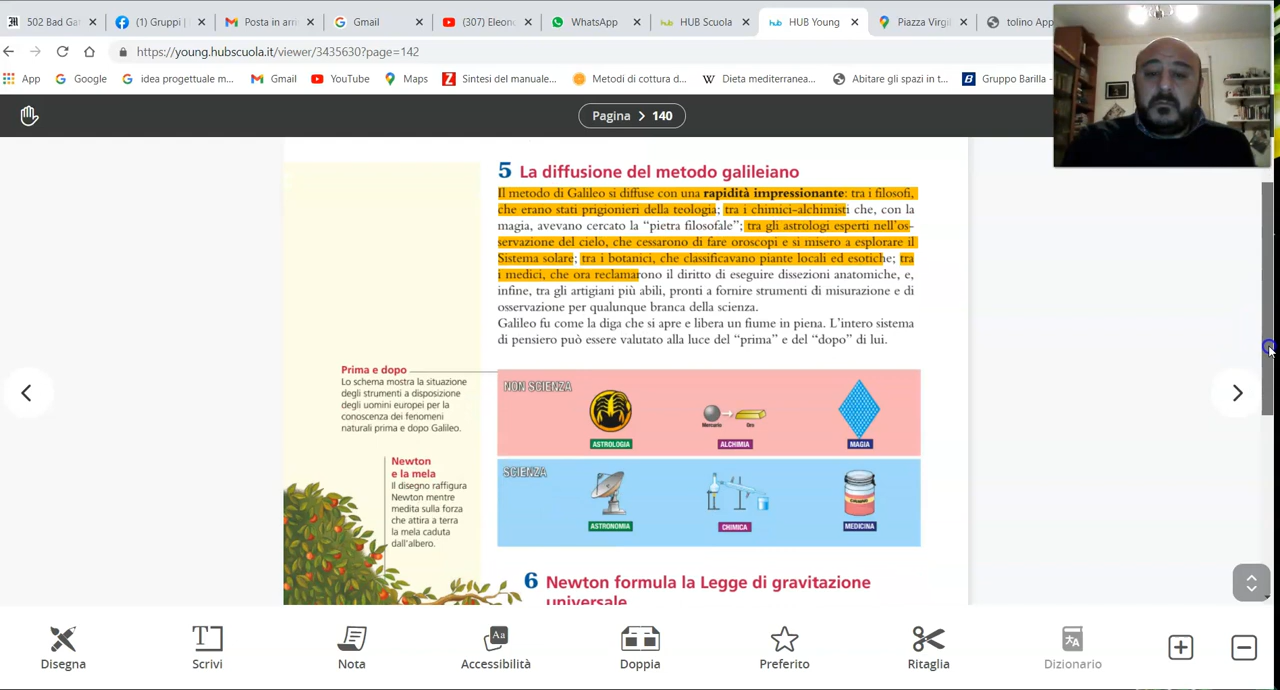 502 Bad Gat
(1) Gruppi |
Posta in arri
Gmail
(307) Eleon
WhatsApp
HUB Scuola
HUB Young
Piazza Virgil
tolino App
https://young.hubscuola.it/viewer/3435630?page=142
App
Google
idea progettuale m...
Gmail
YouTube
Maps
Sintesi del manuale...
Metodi di cottura d...
Dieta mediterranea...
Abitare gli spazi in t...
Gruppo Barilla -
Pagina > 140
5 La diffusione del metodo galileiano
Il metodo di Galileo si diffuse con una rapidità impressionante: tra i filosofi,
che erano stati prigionieri della teologia; tra i chimici-alchimisti che, con la
magia, avevano cercato la “pietra filosofale”; tra gli astrologi esperti nell’os-
servazione del cielo, che cessarono di fare oroscopi e si misero a esplorare il
Sistema solare; tra i botanici, che classificavano piante locali ed esotiche; tra
i medici, che ora reclamarono il diritto di eseguire dissezioni anatomiche, e,
infine, tra gli artigiani più abili, pronti a fornire strumenti di misurazione e di
osservazione per qualunque branca della scienza.
Galileo fu come la diga che si apre e libera un fiume in piena. L’intero sistema
di pensiero può essere valutato alla luce del “prima” e del “dopo” di lui.
Prima e dopo
Lo schema mostra la situazione
degli strumenti a disposizione
degli uomini europei per la
conoscenza dei fenomeni
naturali prima e dopo Galileo.
NON SCIENZA
Mercurio
Oro
ASTROLOGIA
ALCHIMIA
MAGIA
Newton
e la mela
Il disegno raffigura
Newton mentre
medita sulla forza
che attira a terra
la mela caduta
dall’albero.
SCIENZA
ASTRONOMIA
CHIMICA
MEDICINA
6 Newton formula la Legge di gravitazione
universale
Disegna
Scrivi
Nota
Accessibilità
Doppia
Preferito
Ritaglia
Dizionario